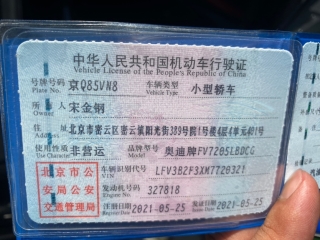 中华人民共和国机动车行驶证
Vehicle License of the People's Republic of China
号牌号码 京Q85VN8 车辆类型 小型轿车
Plate No. Vehicle Type
所有人 宋金钢
Owner
住址 北京市密云区密云镇阳光街389号院1号楼4层4单元401号
Address
使用性质 非营运 品牌型号 奥迪牌FV7205LBDCG
Use Character Model
北京市公 车辆识别代号 LFV3B2F3XM7720321
VIN
安局公安 发动机号码 327818
Engine No.
交通管理局 注册日期 2021-05-25 发证日期 2021-05-25
Register Date Issue Date